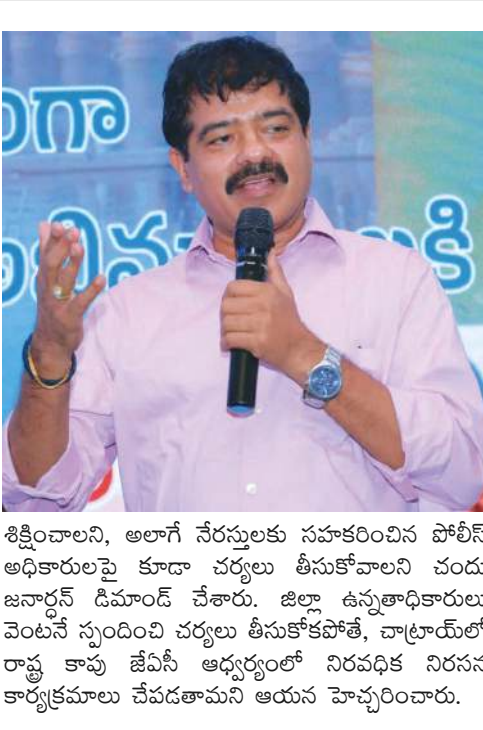 ంగా
శిక్షించాలని, అలాగే నేరస్తులకు సహకరించిన పోలీస్
అధికారులపై కూడా చర్యలు తీసుకోవాలని చందు
జనార్ధన్ డిమాండ్ చేశారు. జిల్లా ఉన్నతాధికారులు
వెంటనే స్పందించి చర్యలు తీసుకోకపోతే, చాట్రాయ్‌లో
రాష్ట్ర కాపు జేఏసీ ఆధ్వర్యంలో నిరవధిక నిరసన
కార్యక్రమాలు చేపడతామని ఆయన హెచ్చరించారు.